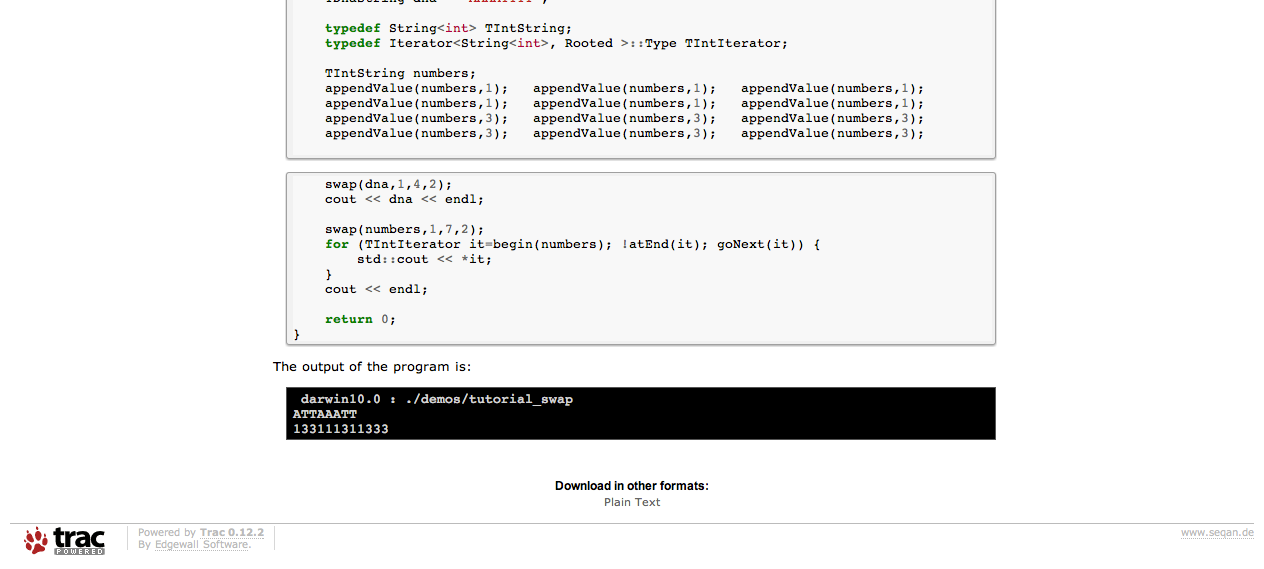 typedef String<int> TIntString;
typedef Iterator<String<int>, Rooted >::Type TIntIterator;
TIntString numbers;
appendValue(numbers,1);   appendValue(numbers,1);   appendValue(numbers,1);
appendValue(numbers,1);   appendValue(numbers,1);   appendValue(numbers,1);
appendValue(numbers,3);   appendValue(numbers,3);   appendValue(numbers,3);
appendValue(numbers,3);   appendValue(numbers,3);   appendValue(numbers,3);
swap(dna,1,4,2);
cout << dna << endl;
swap(numbers,1,7,2);
for (TIntIterator it=begin(numbers); !atEnd(it); goNext(it)) {
std::cout << *it;
}
cout << endl;
return 0;
}
The output of the program is:
darwin10.0 : ./demos/tutorial_swap
ATTAAATT
133111311333
Download in other formats:
Plain Text
trac POWERED
Powered by Trac 0.12.2
By Edgewall Software.
www.seqan.de